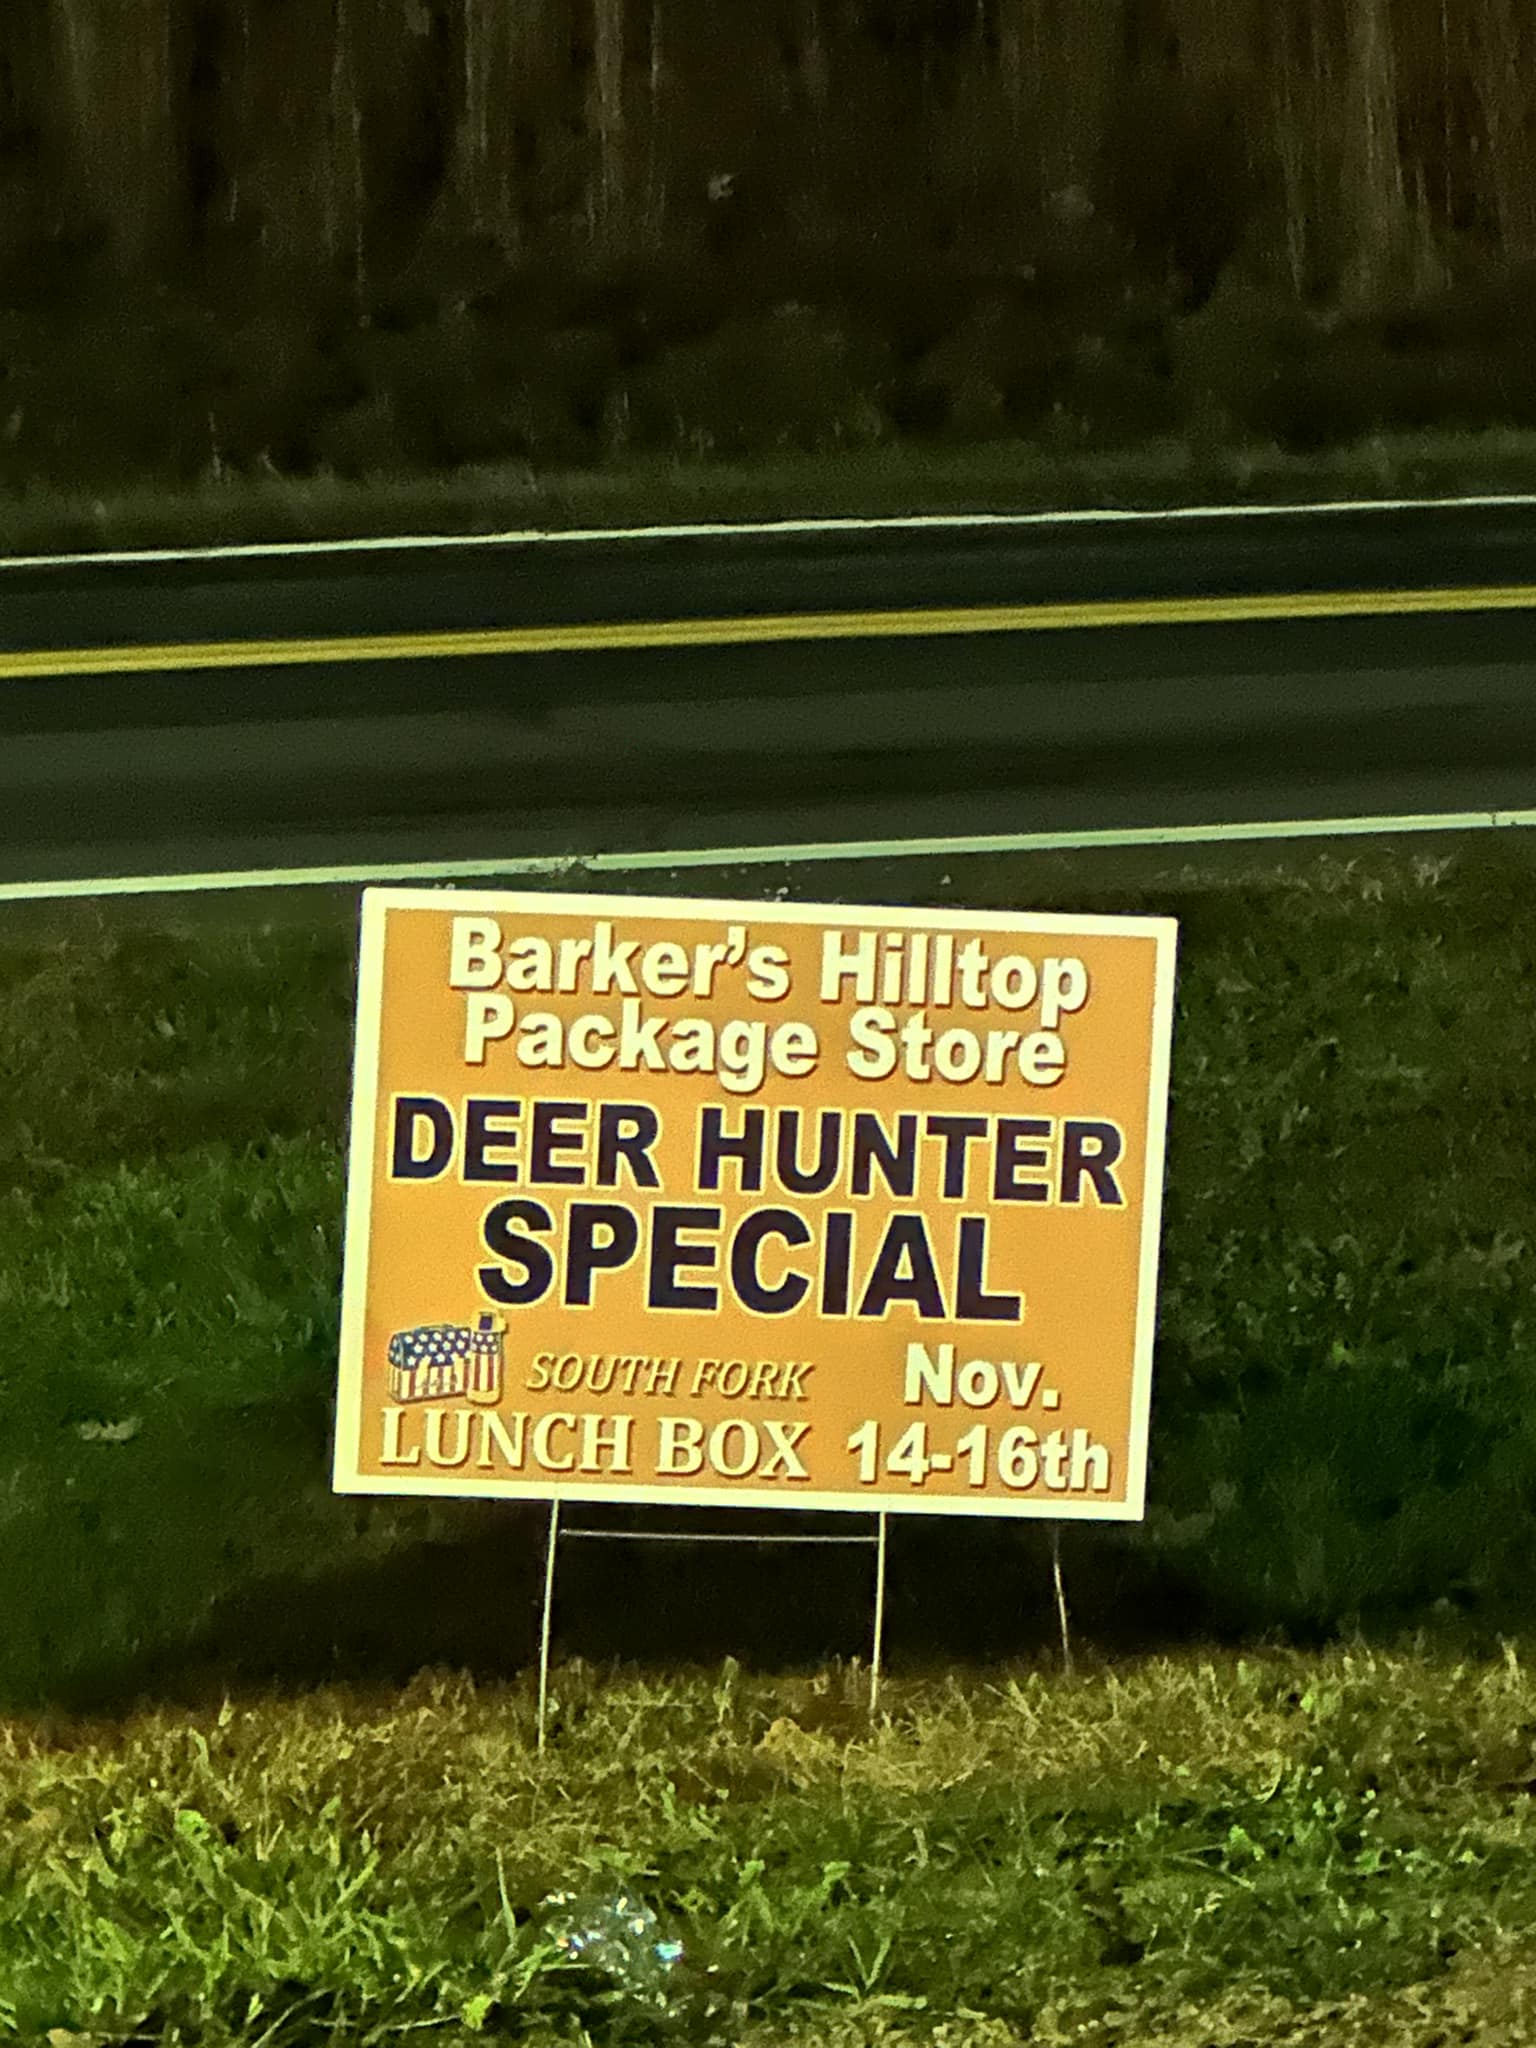 Barker's Hilltop
Package Store
DEER HUNTER
SPECIAL
SOUTH FORK
LUNCH BOX
Nov.
14-16th